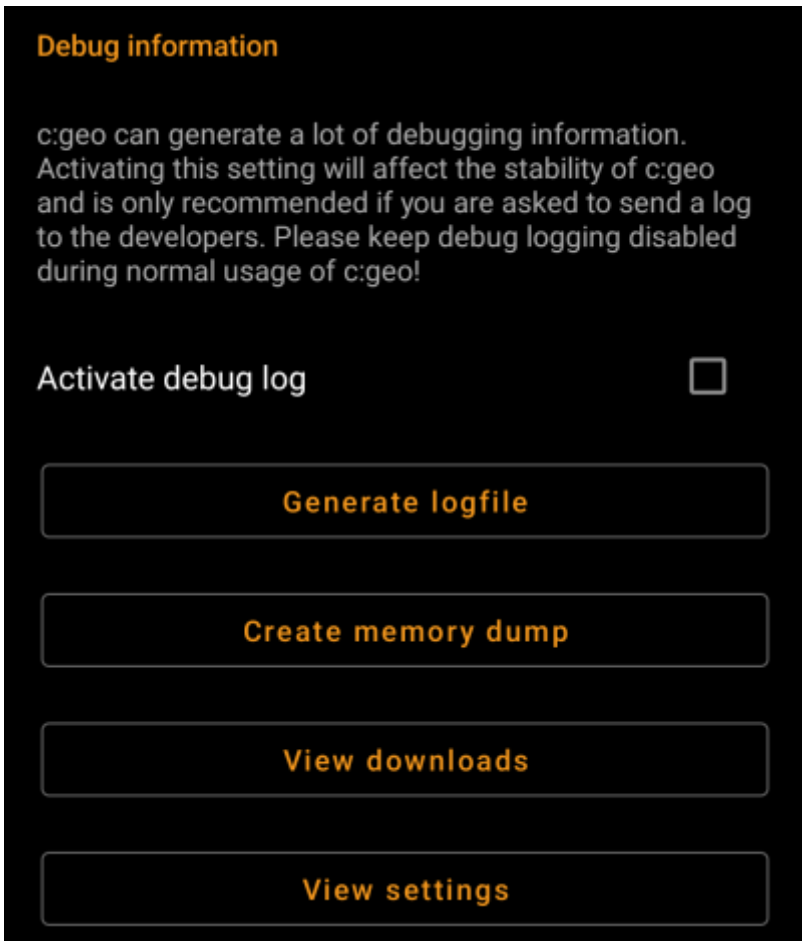 Debug information
c:geo can generate a lot of debugging information.
Activating this setting will affect the stability of c:geo
and is only recommended if you are asked to send a log
to the developers. Please keep debug logging disabled
during normal usage of c:geo!
Activate debug log
Generate logfile
Create memory dump
View downloads
View settings